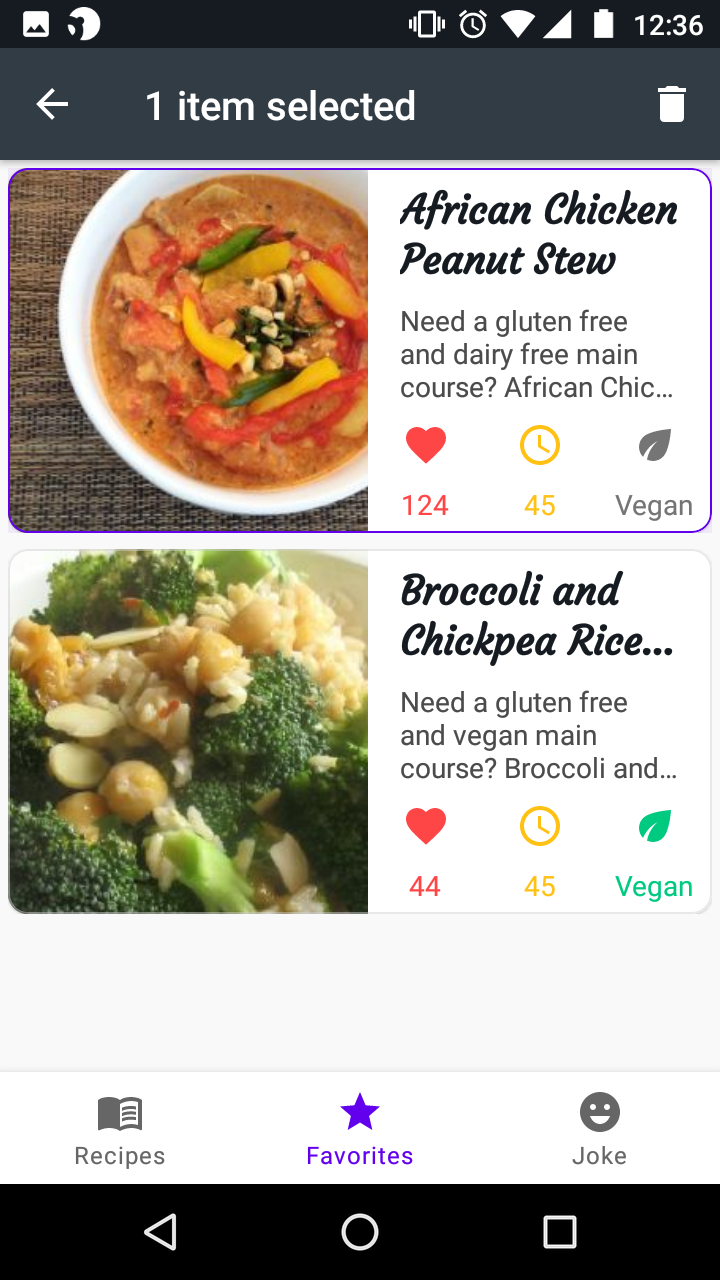 12:36
1 item selected
African Chicken
Peanut Stew
Need a gluten free
and dairy free main
course? African Chic...
124
45
Vegan
Broccoli and
Chickpea Rice...
Need a gluten free
and vegan main
course? Broccoli and...
44
45
Vegan
Recipes
Favorites
Joke